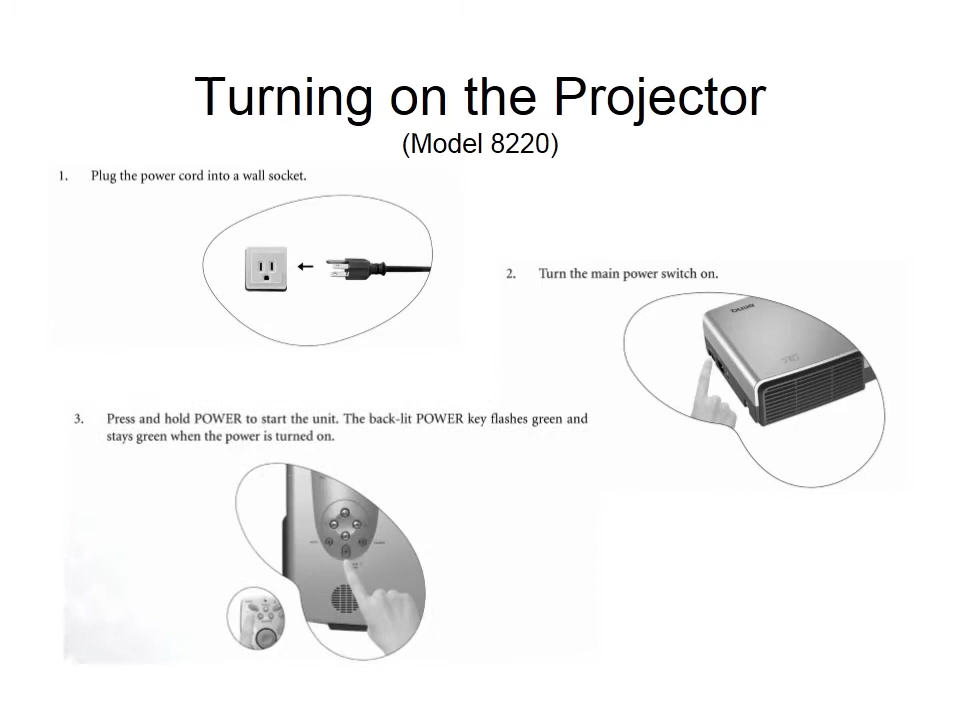 Turning on the Projector
(Model 8220)
1. Plug the power cord into a wall socket.
2. Turn the main power switch on.
3. Press and hold POWER to start the unit. The back-lit POWER key flashes green and
stays green when the power is turned on.